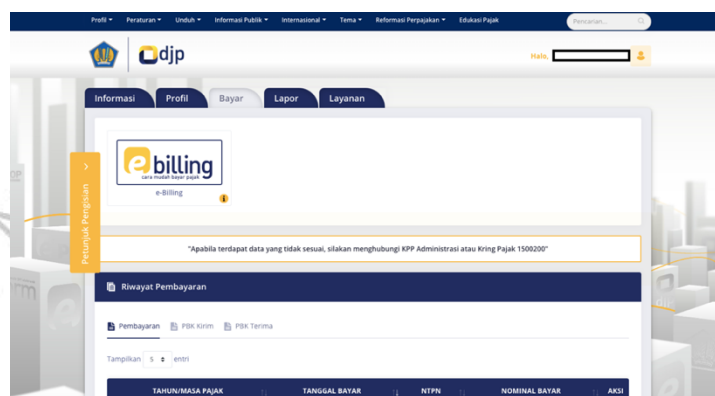 Profil Peraturan Unduh Informasi Publik Internasional Tema Reformasi Perpajakan Edukasi Pajak Pencarian...
djp
Halo,
Informasi Profil Bayar Lapor Layanan
e billing
cara mudah bayar pajak
e-Billing
Petunjuk Pengisian
"Apabila terdapat data yang tidak sesuai, silakan menghubungi KPP Administrasi atau Kring Pajak 1500200"
Riwayat Pembayaran
Pembayaran PBK Kirim PBK Terima
Tampilkan 5 entri
TAHUN/MASA PAJAK TANGGAL BAYAR NTPN NOMINAL BAYAR AKSI